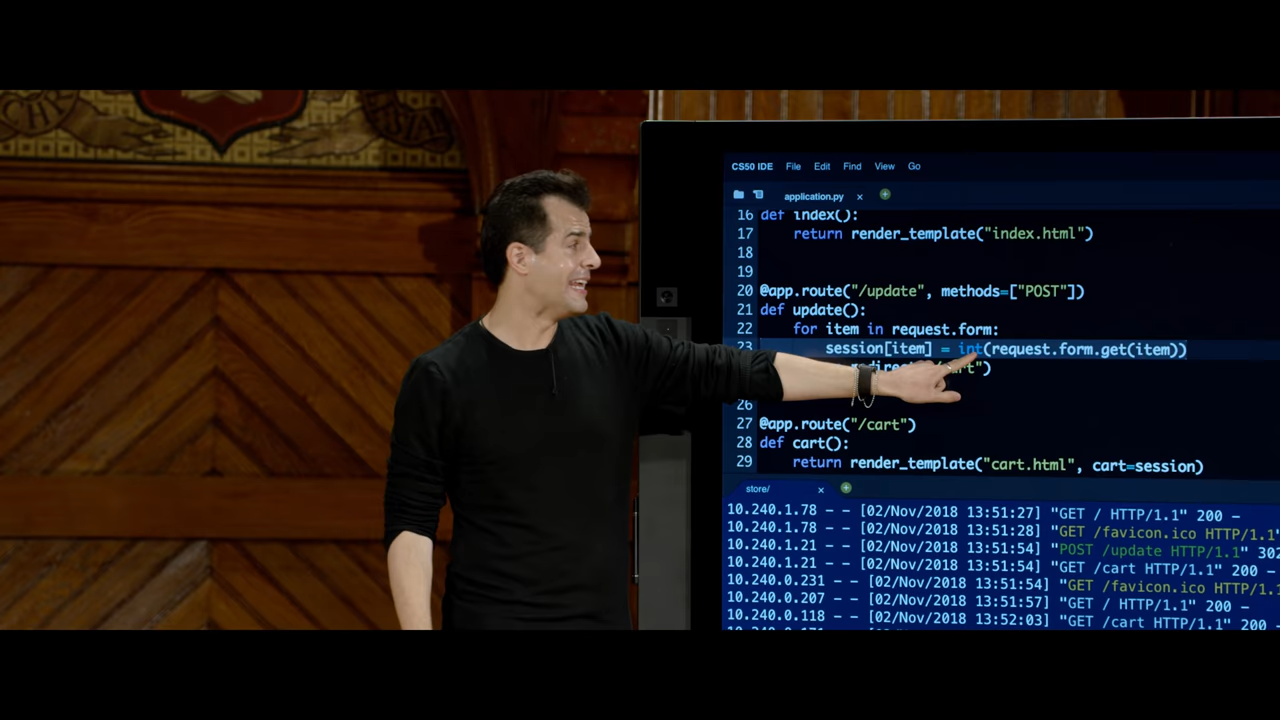 CS50 IDE File Edit Find View Go
application.py
16 def index():
17 return render_template("index.html")
18
19
20 @app.route("/update", methods=["POST"])
21 def update():
22 for item in request.form:
23 session[item] = int(request.form.get(item))
26
27 @app.route("/cart")
28 def cart():
29 return render_template("cart.html", cart=session)
store/
10.240.1.78 - - [02/Nov/2018 13:51:27] "GET / HTTP/1.1" 200 -
10.240.1.78 - - [02/Nov/2018 13:51:28] "GET /favicon.ico HTTP/1.1"
10.240.1.21 - - [02/Nov/2018 13:51:54] "POST /update HTTP/1.1" 302
10.240.1.21 - - [02/Nov/2018 13:51:54] "GET /cart HTTP/1.1" 200 -
10.240.0.231 - - [02/Nov/2018 13:51:54] "GET /favicon.ico HTTP/1.
10.240.0.207 - - [02/Nov/2018 13:51:57] "GET / HTTP/1.1" 200 -
10.240.0.118 - - [02/Nov/2018 13:52:03] "GET /cart HTTP/1.1" 200 -